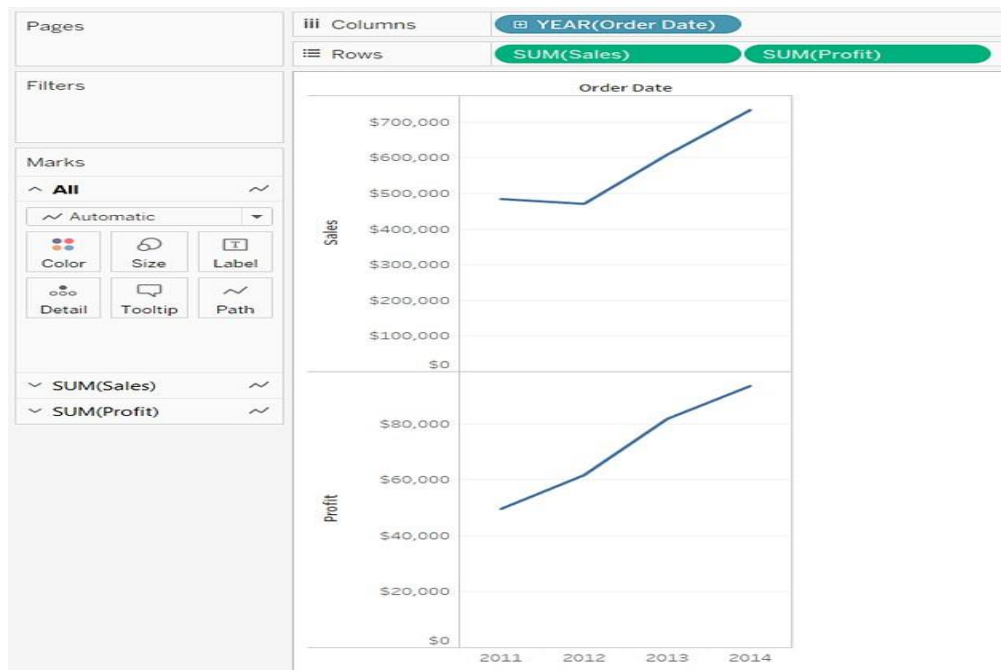 Pages
iii Columns
YEAR(Order Date)
Rows
SUM(Sales)
SUM(Profit)
Filters
Marks
All
Automatic
Color
Size
Label
Detail
Tooltip
Path
SUM(Sales)
SUM(Profit)
Order Date
Sales
$700,000
$600,000
$500,000
$400,000
$300,000
$200,000
$100,000
$0
Profit
$80,000
$60,000
$40,000
$20,000
$0
2011 2012 2013 2014